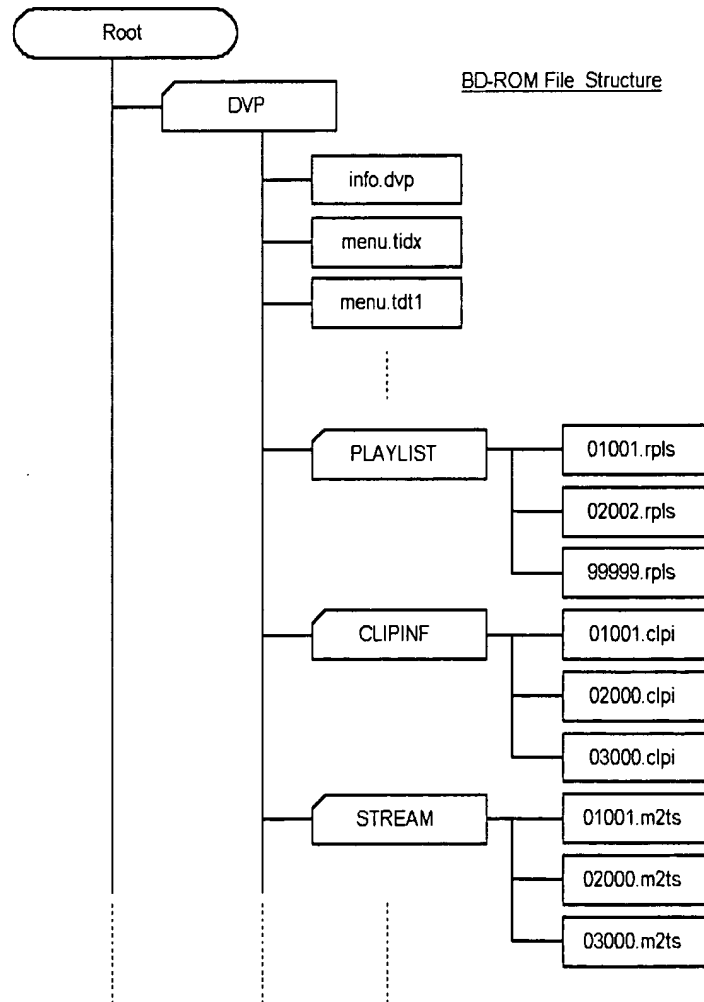 Root
BD-ROM File Structure
DVP
info.dvp
menu.tidx
menu.tdt1
PLAYLIST
01001.rpls
02002.rpls
99999.rpls
CLIPINF
01001.clpi
02000.clpi
03000.clpi
STREAM
01001.m2ts
02000.m2ts
03000.m2ts